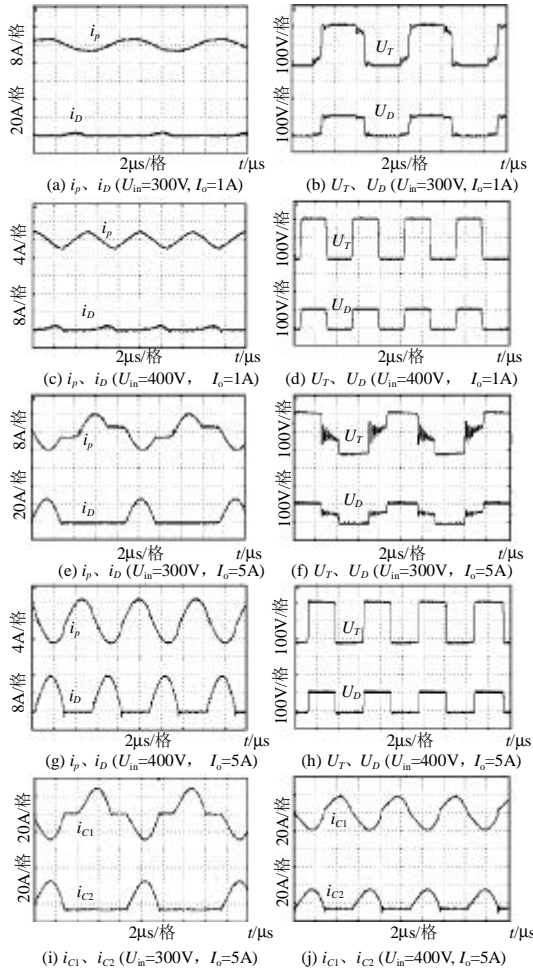 8A/格
i_p
20A/格
i_D
2μs/格
t/μs
(a) i_p、i_D (U_in=300V, I_o=1A)
100V/格
U_T
100V/格
U_D
2μs/格
t/μs
(b) U_T、U_D (U_in=300V, I_o=1A)
4A/格
i_p
8A/格
i_D
2μs/格
t/μs
(c) i_p、i_D (U_in=400V, I_o=1A)
100V/格
U_T
100V/格
U_D
2μs/格
t/μs
(d) U_T、U_D (U_in=400V, I_o=1A)
8A/格
i_p
20A/格
i_D
2μs/格
t/μs
(e) i_p、i_D (U_in=300V, I_o=5A)
100V/格
U_T
100V/格
U_D
2μs/格
t/μs
(f) U_T、U_D (U_in=300V, I_o=5A)
4A/格
i_p
8A/格
i_D
2μs/格
t/μs
(g) i_p、i_D (U_in=400V, I_o=5A)
100V/格
U_T
100V/格
U_D
2μs/格
t/μs
(h) U_T、U_D (U_in=400V, I_o=5A)
20A/格
i_C1
20A/格
i_C2
2μs/格
t/μs
(i) i_C1、i_C2 (U_in=300V, I_o=5A)
20A/格
i_C1
20A/格
i_C2
2μs/格
t/μs
(j) i_C1、i_C2 (U_in=400V, I_o=5A)